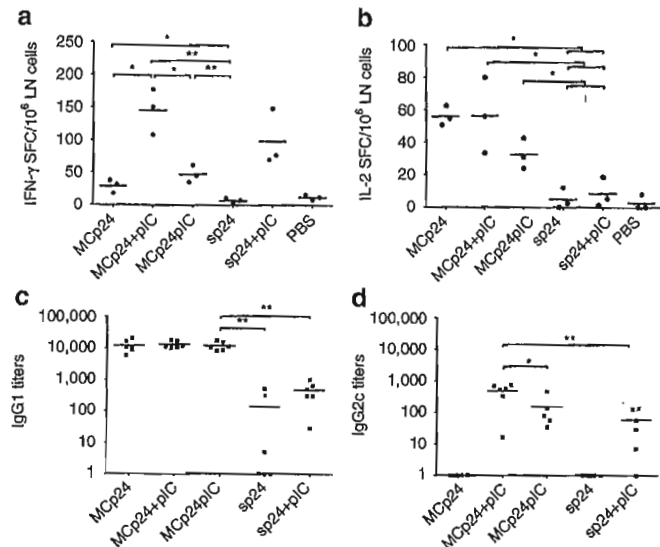 a
IFN-γ SFC/10⁶ LN cells
250
200
150
100
50
0
* ** * * **
MCp24
MCp24+pIC
MCp24pIC
sp24
sp24+pIC
PBS
b
IL-2 SFC/10⁶ LN cells
100
80
60
40
20
0
* * *
MCp24
MCp24+pIC
MCp24pIC
sp24
sp24+pIC
PBS
c
IgG1 titers
100,000
10,000
1,000
100
10
1
** **
MCp24
MCp24+pIC
MCp24pIC
sp24
sp24+pIC
d
IgG2c titers
100,000
10,000
1,000
100
10
1
** *
MCp24
MCp24+pIC
MCp24pIC
sp24
sp24+pIC